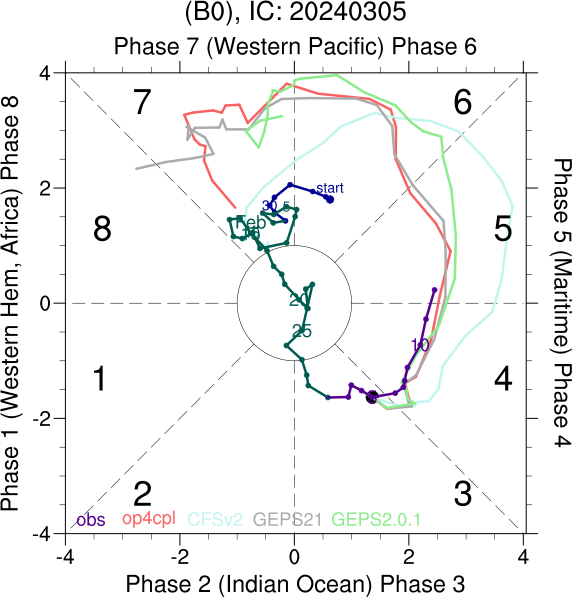 (B0), IC: 20240305
Phase 7 (Western Pacific) Phase 6
4
7
6
Phase 1 (Western Hem, Africa) Phase 8
Phase 5 (Maritime) Phase 4
2
start
30
5
Feb
8
5
0
20
25
10
1
4
-2
2
3
obs op4cpl CFSv2 GEPS21 GEPS2.0.1
-4
-4 -2 0 2 4
Phase 2 (Indian Ocean) Phase 3